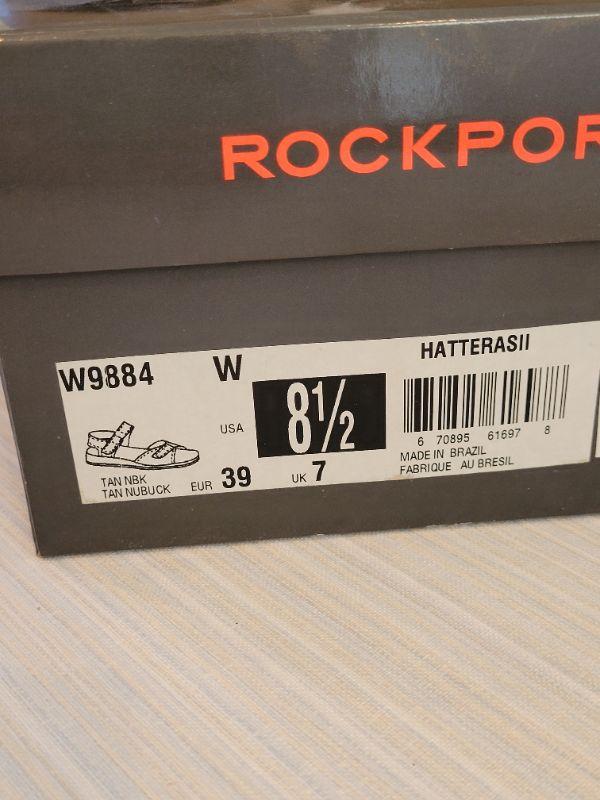 ROCKPOR
W9884 W HATTERASII
USA 8½
6 70895 61697 8
MADE IN BRAZIL
FABRIQUE AU BRESIL
TAN NBK
TAN NUBUCK EUR 39 UK 7